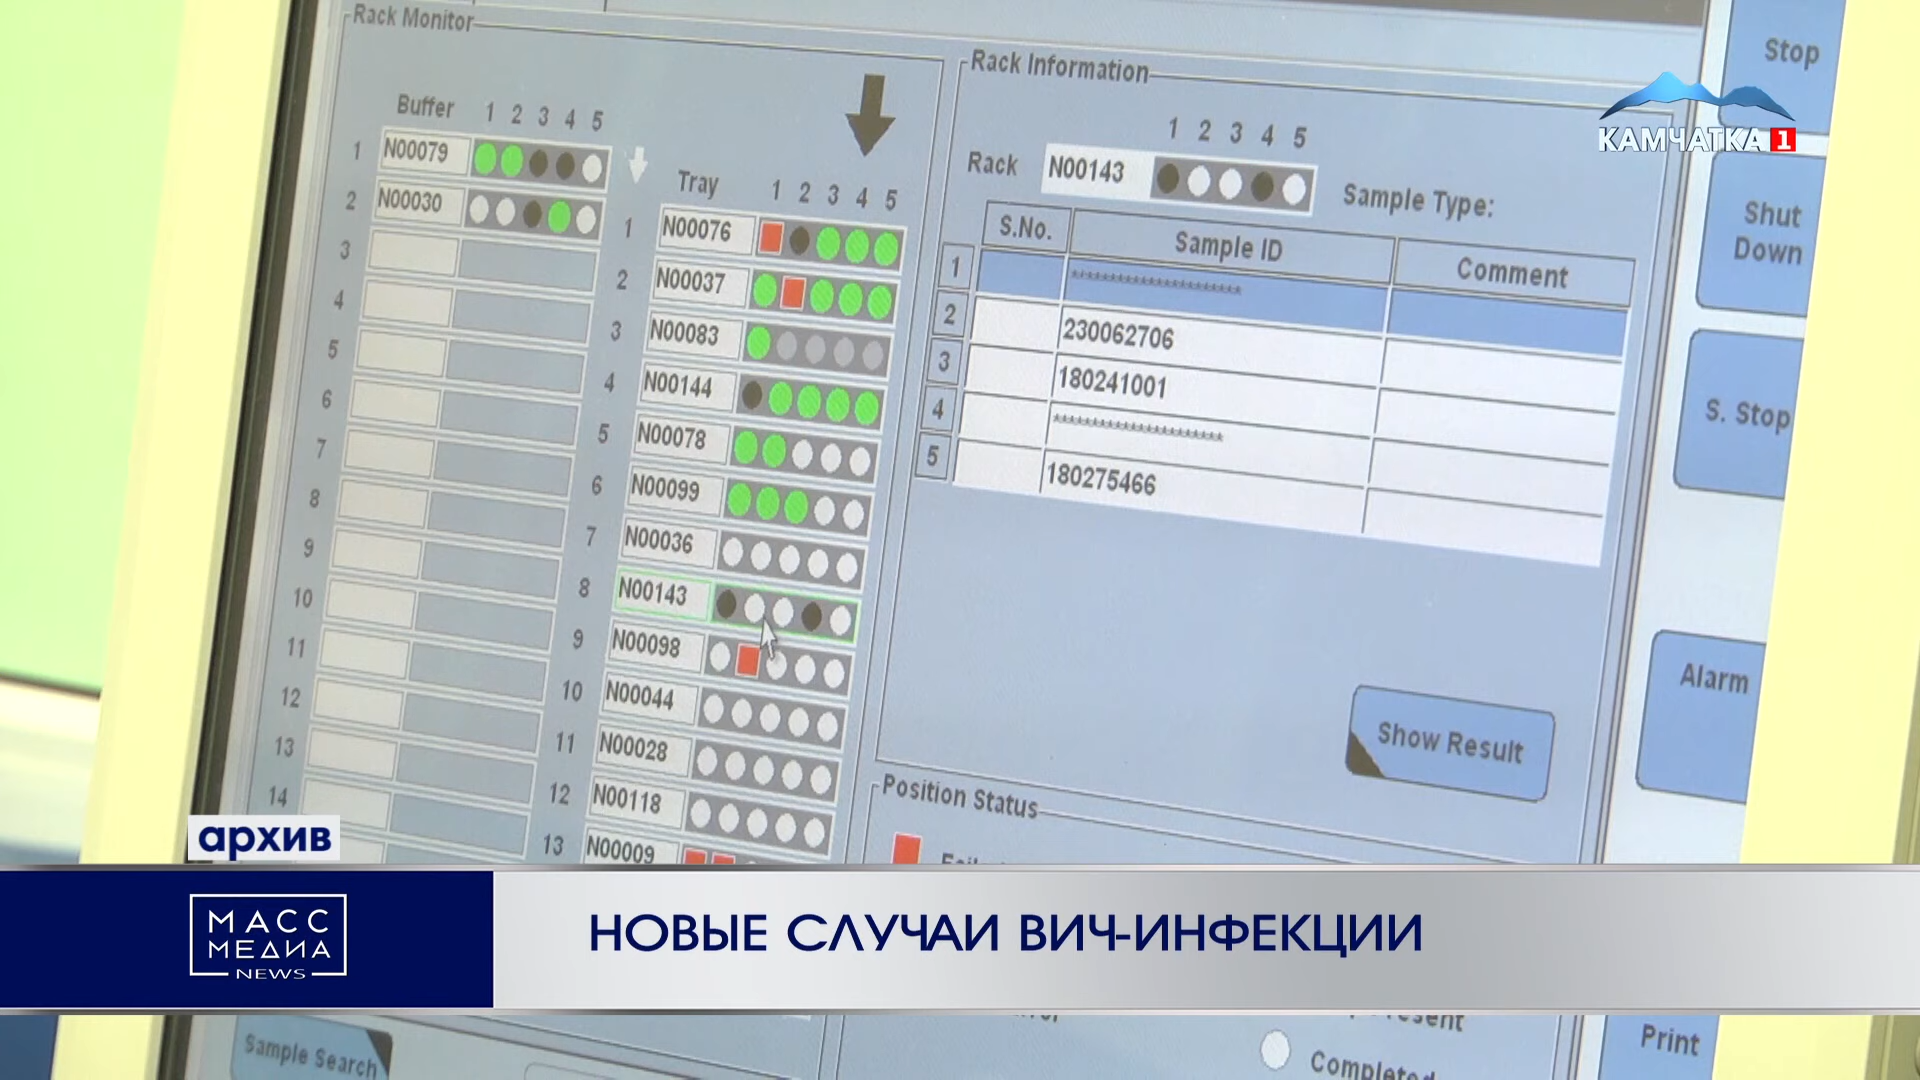 Rack Monitor
Buffer 1 2 3 4 5
1 N00079
2 N00030
3
4
5
6
7
8
9
10
11
12
13
14
Tray 1 2 3 4 5
1 N00076
2 N00037
3 N00083
4 N00144
5 N00078
6 N00099
7 N00036
8 N00143
9 N00098
10 N00044
11 N00028
12 N00118
13 N00009
Rack Information
1 2 3 4 5
Rack N00143 Sample Type:
S.No. Sample ID Comment
1 **********************
2 230062706
3 180241001
4 **********************
5 180275466
Show Result
Position Status
Completed
Sample Search
Stop
Shut
Down
S. Stop
Alarm
Print
КАМЧАТКА 1
архив
МАСС
МЕДИА
NEWS
НОВЫЕ СЛУЧАИ ВИЧ-ИНФЕКЦИИ